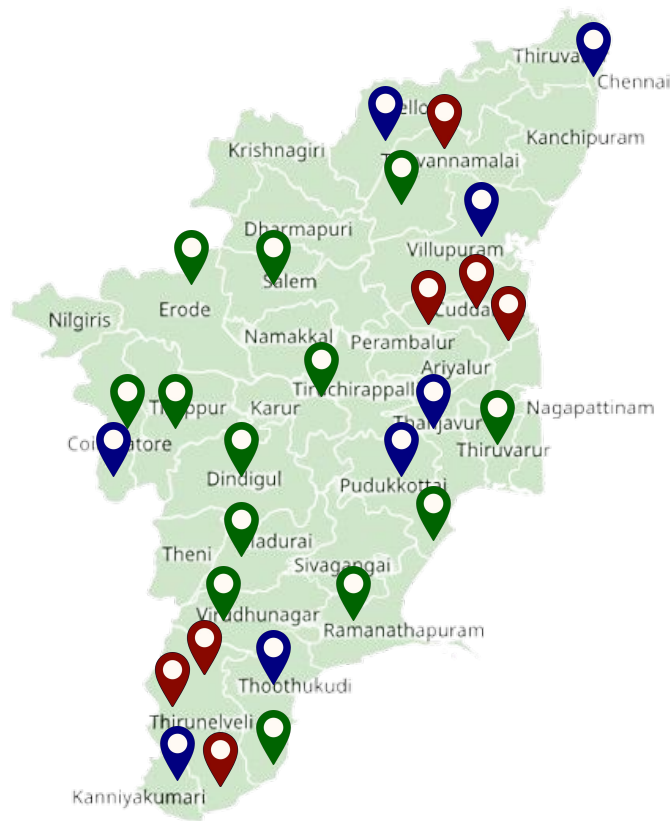 Chennai
Kanchipuram
Krishnagiri
Dharmapuri
Villupuram
Salem
Erode
Nilgiris
Namakkal
Perambalur
Ariyalur
Karur
Nagapattinam
Thiruvarur
Dindigul
Pudukkottai
Theni
Sivagangai
Virudhunagar
Ramanathapuram
Thoothukudi
Thirunelveli
Kanniyakumari